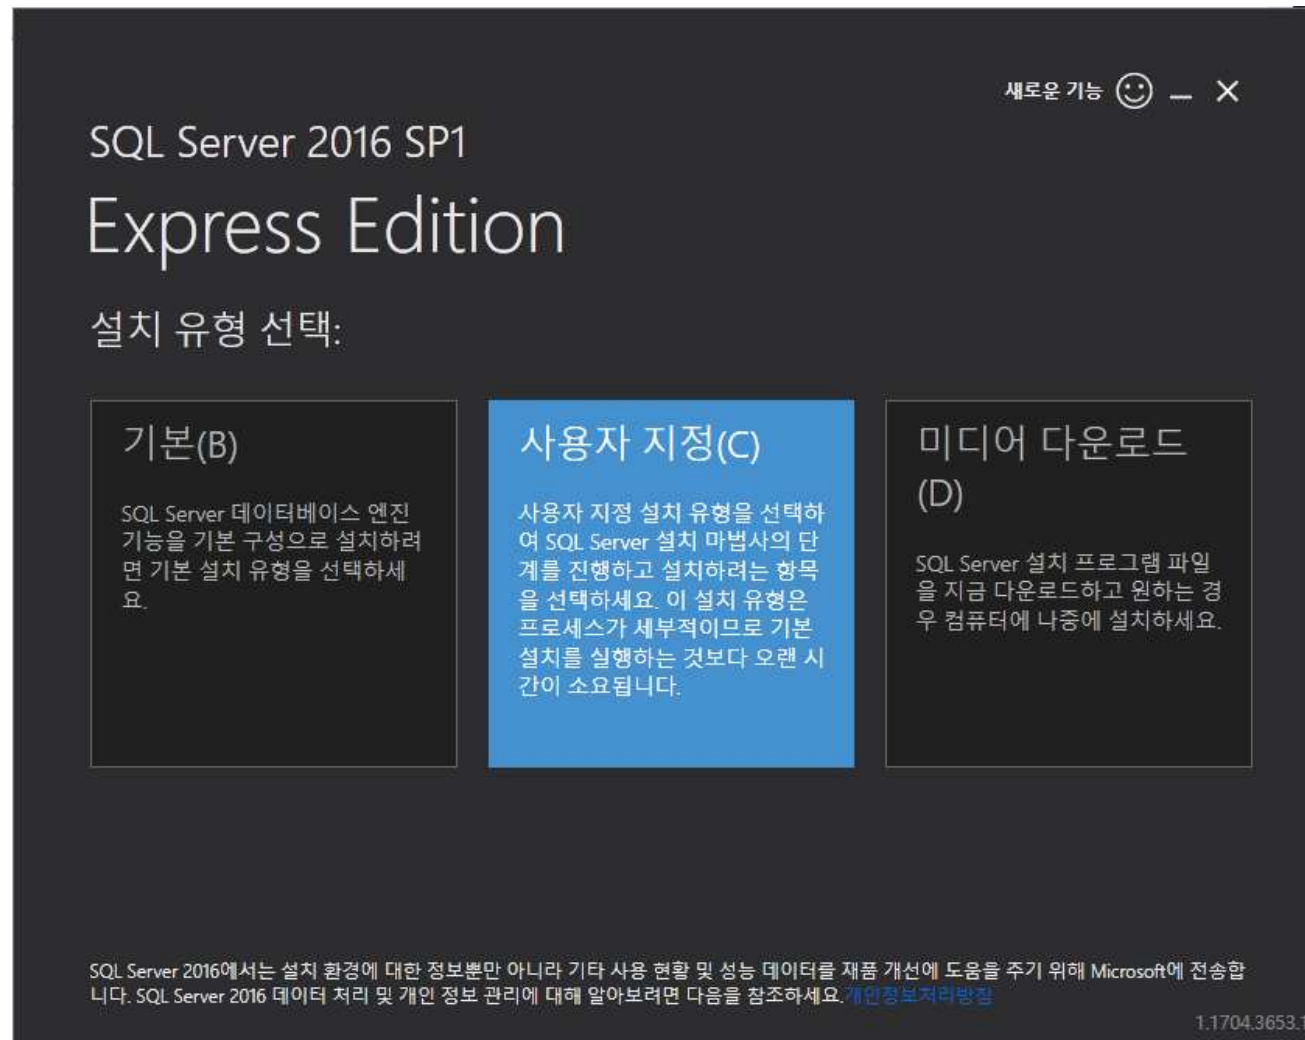 새로운 기능
SQL Server 2016 SP1
Express Edition
설치 유형 선택:
기본(B)
SQL Server 데이터베이스 엔진
기능을 기본 구성으로 설치하려
면 기본 설치 유형을 선택하세
요.
사용자 지정(C)
사용자 지정 설치 유형을 선택하
여 SQL Server 설치 마법사의 단
계를 진행하고 설치하려는 항목
을 선택하세요. 이 설치 유형은
프로세스가 세부적이므로 기본
설치를 실행하는 것보다 오랜 시
간이 소요됩니다.
미디어 다운로드
(D)
SQL Server 설치 프로그램 파일
을 지금 다운로드하고 원하는 경
우 컴퓨터에 나중에 설치하세요.
SQL Server 2016에서는 설치 환경에 대한 정보뿐만 아니라 기타 사용 현황 및 성능 데이터를 재품 개선에 도움을 주기 위해 Microsoft에 전송합
니다. SQL Server 2016 데이터 처리 및 개인 정보 관리에 대해 알아보려면 다음을 참조하세요.개인정보처리방침
1.1704.3653.1